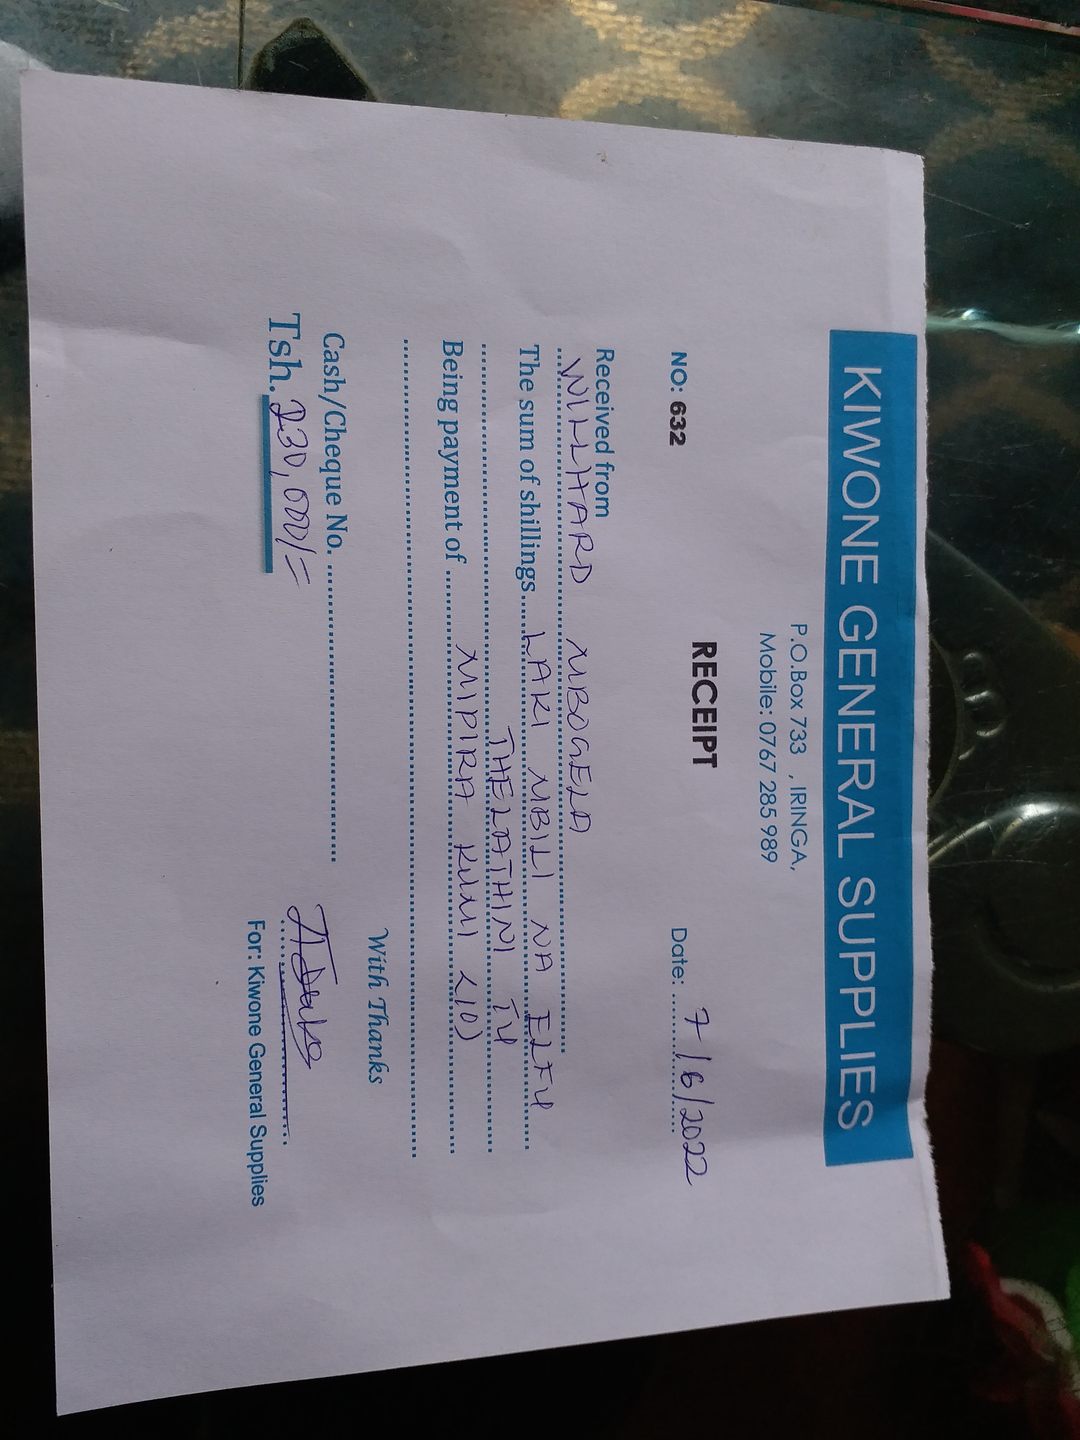 KIWONE GENERAL SUPPLIES
P.O.Box 733 , IRINGA,
Mobile: 0767 285 989
RECEIPT
NO: 632 Date: 7/6/2022
Received from
WILLHARD MBOGELA
The sum of shillings LAKI MBILI NA ELFU
THELATHINI TU
Being payment of MIPIRA KUMI (10)
With Thanks
Cash/Cheque No.
Tsh. 230,000/=
For: Kiwone General Supplies